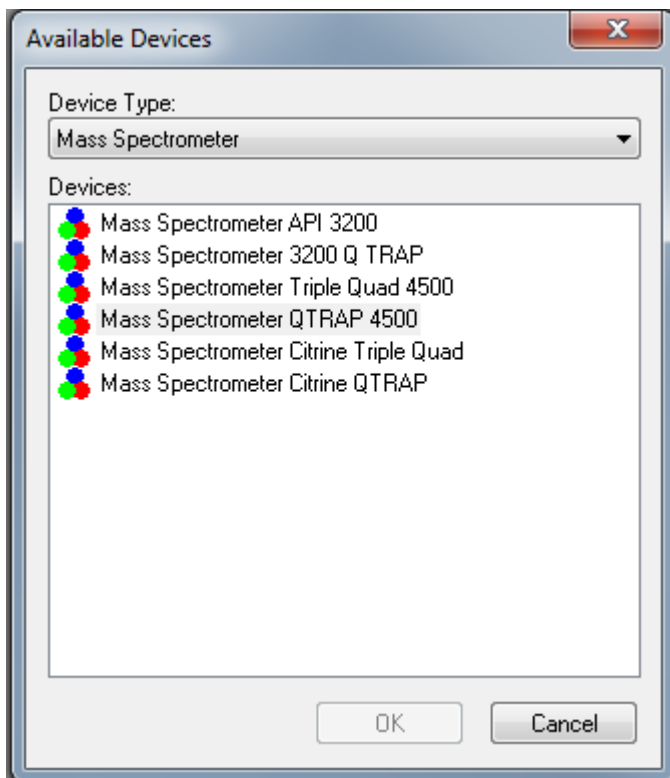 Available Devices
Device Type:
Mass Spectrometer
Devices:
Mass Spectrometer API 3200
Mass Spectrometer 3200 Q TRAP
Mass Spectrometer Triple Quad 4500
Mass Spectrometer QTRAP 4500
Mass Spectrometer Citrine Triple Quad
Mass Spectrometer Citrine QTRAP
OK Cancel